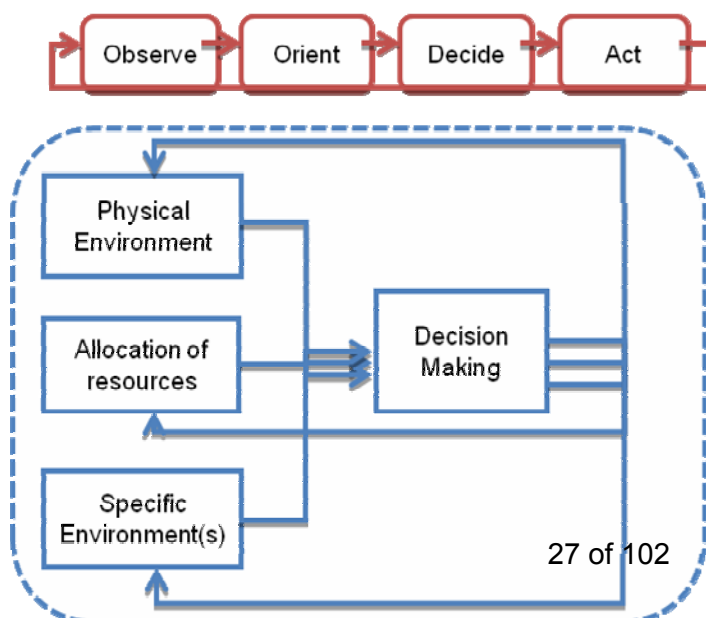 Observe
Orient
Decide
Act
Physical
Environment
Allocation of
resources
Decision
Making
Specific
Environment(s)
27 of 102